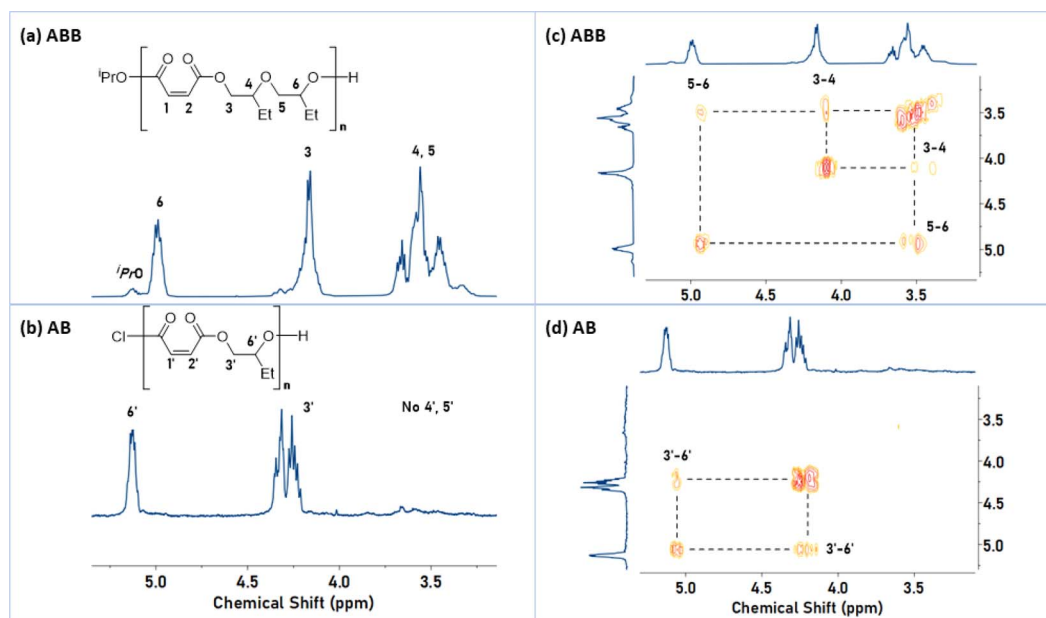 (a) ABB
O
O
iPrO
O
4
O
6
O
H
1
2
3
Et
5
Et
n
3
4, 5
6
iPrO
(b) AB
O
O
Cl
O
6'
O
H
1'
2'
3'
Et
n
6'
3'
No 4', 5'
5.0
4.5
4.0
3.5
Chemical Shift (ppm)
(c) ABB
5-6
3-4
3.5
3-4
4.0
4.5
5-6
5.0
5.0
4.5
4.0
3.5
(d) AB
3.5
3'-6'
4.0
4.5
3'-6'
5.0
5.0
4.5
4.0
3.5
Chemical Shift (ppm)